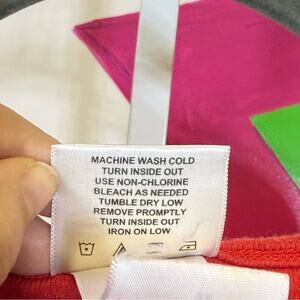 MACHINE WASH COLD
TURN INSIDE OUT
USE NON-CHLORINE
BLEACH AS NEEDED
TUMBLE DRY LOW
REMOVE PROMPTLY
TURN INSIDE OUT
IRON ON LOW